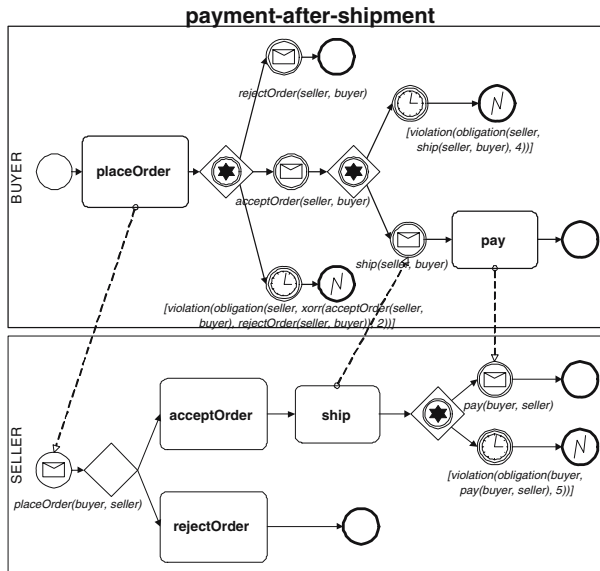 payment-after-shipment
BUYER
rejectOrder(seller, buyer)
[violation(obligation(seller,
ship(seller, buyer), 4))]
placeOrder
acceptOrder(seller, buyer)
pay
ship(seller, buyer)
[violation(obligation(seller, xorr(acceptOrder(seller,
buyer), rejectOrder(seller, buyer)), 2))]
SELLER
acceptOrder
ship
pay(buyer, seller)
[violation(obligation(buyer,
pay(buyer, seller), 5))]
placeOrder(buyer, seller)
rejectOrder